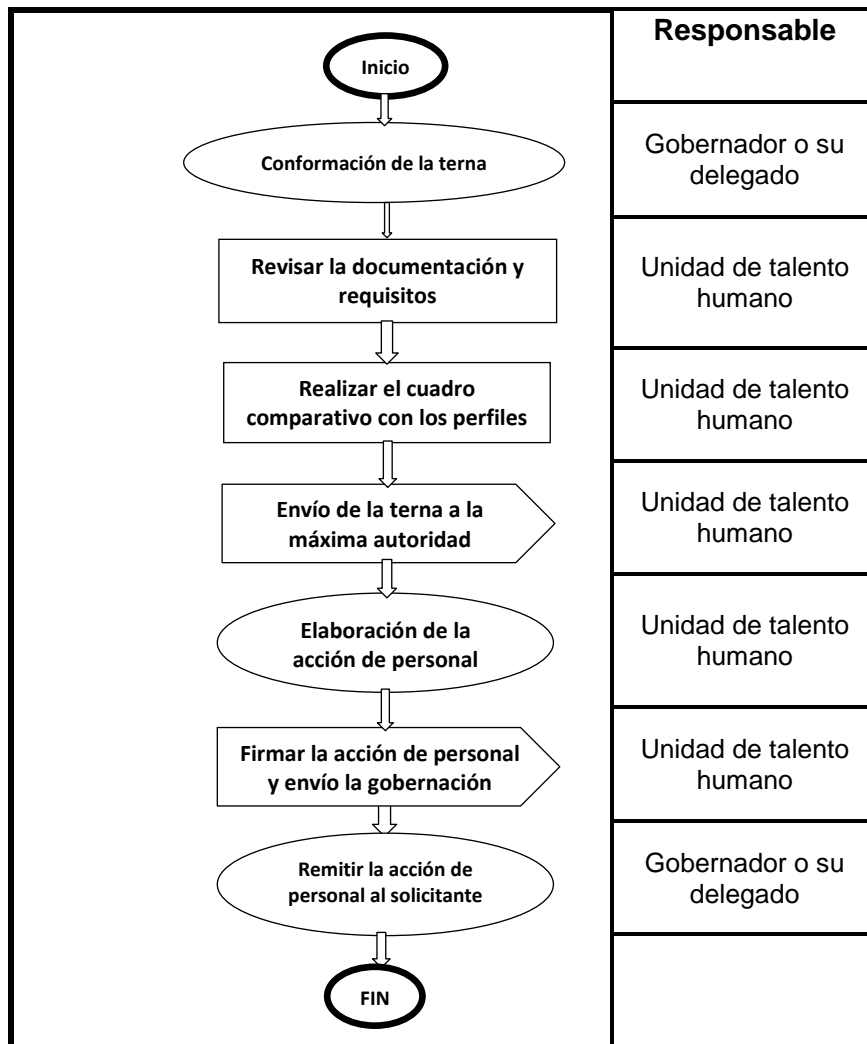 Responsable
Inicio
Conformación de la terna
Gobernador o su
delegado
Revisar la documentación y
requisitos
Unidad de talento
humano
Realizar el cuadro
comparativo con los perfiles
Unidad de talento
humano
Envío de la terna a la
máxima autoridad
Unidad de talento
humano
Elaboración de la
acción de personal
Unidad de talento
humano
Firmar la acción de personal
y envío la gobernación
Unidad de talento
humano
Remitir la acción de
personal al solicitante
Gobernador o su
delegado
FIN